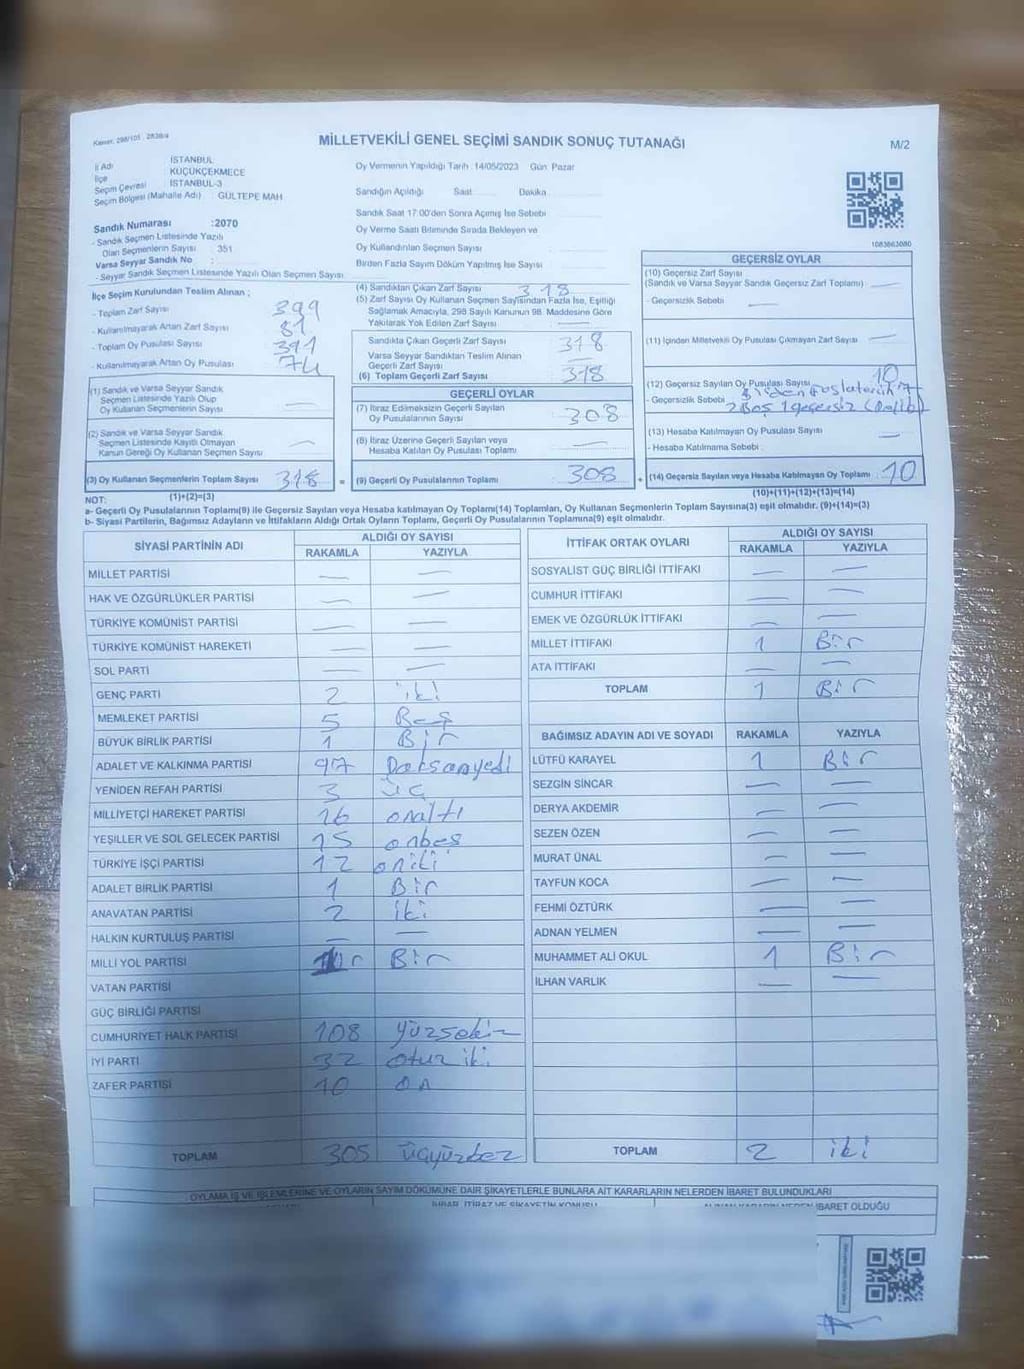 Kanun: 298/101 2839/4
MİLLETVEKİLİ GENEL SEÇİMİ SANDIK SONUÇ TUTANAĞI
M/2
İl Adı İSTANBUL
İlçe KÜÇÜKÇEKMECE
Seçim Çevresi İSTANBUL-3
Seçim Bölgesi (Mahalle Adı) : GÜLTEPE MAH
Sandık Numarası :2070
- Sandık Seçmen Listesinde Yazılı
Olan Seçmenlerin Sayısı 351
Varsa Seyyar Sandık No :
- Seyyar Sandık Seçmen Listesinde Yazılı Olan Seçmen Sayısı
Oy Vermenin Yapıldığı Tarih : 14/05/2023 Gün: Pazar
Sandığın Açıldığı Saat Dakika
Sandık Saat 17:00'den Sonra Açımış İse Sebebi
Oy Verme Saati Bitiminde Sırada Bekleyen ve
Oy Kullandırılan Seçmen Sayısı
Birden Fazla Sayım Döküm Yapılmış İse Sayısı
1083863080
İlçe Seçim Kurulundan Teslim Alınan ;
- Toplam Zarf Sayısı 399
- Kullanılmayarak Artan Zarf Sayısı 81
- Toplam Oy Pusulası Sayısı 391
- Kullanılmayarak Artan Oy Pusulası 74
(1) Sandık ve Varsa Seyyar Sandık
Seçmen Listesinde Yazılı Olup
Oy Kullanan Seçmenlerin Sayısı —
(2) Sandık ve Varsa Seyyar Sandık
Seçmen Listesinde Kayıtlı Olmayan
Kanun Gereği Oy Kullanan Seçmen Sayısı —
(3) Oy Kullanan Seçmenlerin Toplam Sayısı 318 =
(4) Sandıktan Çıkan Zarf Sayısı 318
(5) Zarf Sayısı Oy Kullanan Seçmen Sayısından Fazla İse, Eşitliği
Sağlamak Amacıyla, 298 Sayılı Kanunun 98. Maddesine Göre
Yakılarak Yok Edilen Zarf Sayısı —
Sandıkta Çıkan Geçerli Zarf Sayısı 318
Varsa Seyyar Sandıktan Teslim Alınan
Geçerli Zarf Sayısı
(6) Toplam Geçerli Zarf Sayısı 318
GEÇERLİ OYLAR
(7) İtiraz Edilmeksizin Geçerli Sayılan
Oy Pusulalarının Sayısı 308
(8) İtiraz Üzerine Geçerli Sayılan veya
Hesaba Katılan Oy Pusulası Toplamı —
(9) Geçerli Oy Pusulalarının Toplamı 308 +
GEÇERSİZ OYLAR
(10) Geçersiz Zarf Sayısı
(Sandık ve Varsa Seyyar Sandık Geçersiz Zarf Toplamı) —
- Geçersizlik Sebebi —
(11) İçinden Milletvekili Oy Pusulası Çıkmayan Zarf Sayısı —
(12) Geçersiz Sayılan Oy Pusulası Sayısı 10
- Geçersizlik Sebebi
2 Boş 1 geçersiz
(13) Hesaba Katılmayan Oy Pusulası Sayısı —
- Hesaba Katılmama Sebebi
(14) Geçersiz Sayılan veya Hesaba Katılmayan Oy Toplamı 10
NOT: (1)+(2)=(3) (10)+(11)+(12)+(13)=(14)
a- Geçerli Oy Pusulalarının Toplamı(9) ile Geçersiz Sayılan veya Hesaba katılmayan Oy Toplamı(14) Toplamları, Oy Kullanan Seçmenlerin Toplam Sayısına(3) eşit olmalıdır. (9)+(14)=(3)
b- Siyasi Partilerin, Bağımsız Adayların ve İttifakların Aldığı Ortak Oyların Toplamı, Geçerli Oy Pusulalarının Toplamına(9) eşit olmalıdır.
SİYASİ PARTİNİN ADI ALDIĞI OY SAYISI
RAKAMLA YAZIYLA
MİLLET PARTİSİ — —
HAK VE ÖZGÜRLÜKLER PARTİSİ — —
TÜRKİYE KOMÜNİST PARTİSİ — —
TÜRKİYE KOMÜNİST HAREKETİ — —
SOL PARTİ — —
GENÇ PARTİ 2 iki
MEMLEKET PARTİSİ 5 Beş
BÜYÜK BİRLİK PARTİSİ 1 Bir
ADALET VE KALKINMA PARTİSİ 97 Doksanyedi
YENİDEN REFAH PARTİSİ 3 üç
MİLLİYETÇİ HAREKET PARTİSİ 16 onaltı
YEŞİLLER VE SOL GELECEK PARTİSİ 15 onbeş
TÜRKİYE İŞÇİ PARTİSİ 12 oniki
ADALET BİRLİK PARTİSİ 1 Bir
ANAVATAN PARTİSİ 2 iki
HALKIN KURTULUŞ PARTİSİ — —
MİLLİ YOL PARTİSİ Bir
VATAN PARTİSİ
GÜÇ BİRLİĞİ PARTİSİ
CUMHURİYET HALK PARTİSİ 108 yüzsekiz
İYİ PARTİ 32 otuz iki
ZAFER PARTİSİ 10 on
TOPLAM 305 üçyüzbez
İTTİFAK ORTAK OYLARI ALDIĞI OY SAYISI
RAKAMLA YAZIYLA
SOSYALİST GÜÇ BİRLİĞİ İTTİFAKI — —
CUMHUR İTTİFAKI — —
EMEK VE ÖZGÜRLÜK İTTİFAKI — —
MİLLET İTTİFAKI 1 Bir
ATA İTTİFAKI — —
TOPLAM 1 Bir
BAĞIMSIZ ADAYIN ADI VE SOYADI RAKAMLA YAZIYLA
LÜTFÜ KARAYEL 1 Bir
SEZGİN SİNCAR — —
DERYA AKDEMİR — —
SEZEN ÖZEN — —
MURAT ÜNAL — —
TAYFUN KOCA — —
FEHMİ ÖZTÜRK — —
ADNAN YELMEN — —
MUHAMMET ALİ OKUL 1 Bir
İLHAN VARLIK — —
TOPLAM 2 iki
OYLAMA İŞ VE İŞLEMLERİNE VE OYLARIN SAYIM DÖKÜMÜNE DAİR ŞİKAYETLERLE BUNLARA AİT KARARLARIN NELERDEN İBARET BULUNDUKLARI
İHBAR, İTİRAZ VE ŞİKAYETİN KONUSU
İBARET OLDUĞU